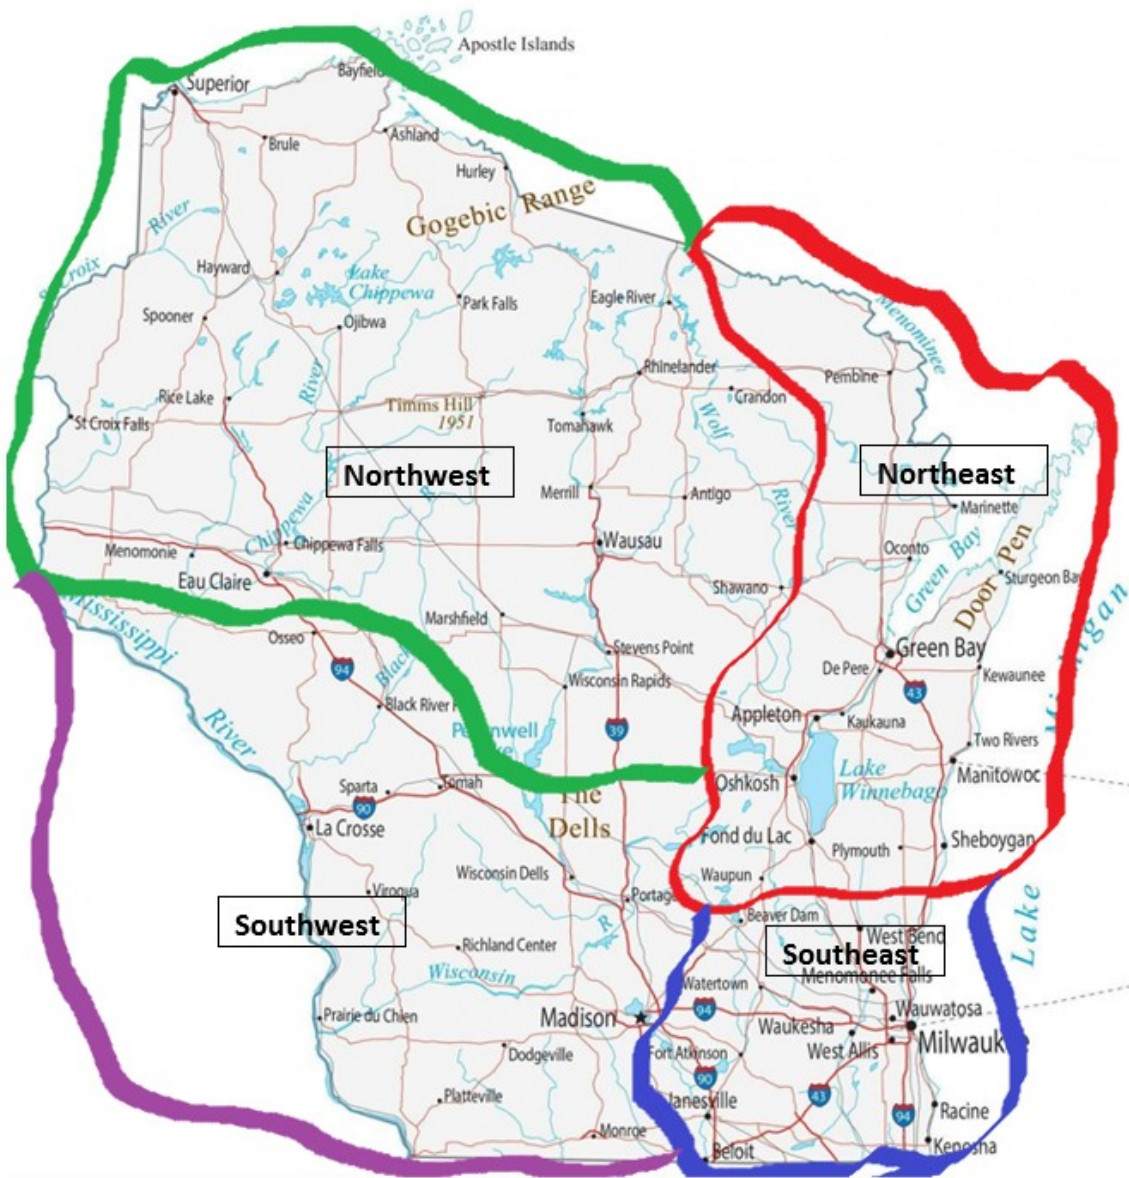 Apostle Islands
Bayfield
Superior
Ashland
Brule
Hurley
Gogebic Range
River
St Croix
Hayward
Lake
Chippewa
Park Falls
Eagle River
Menominee
Spooner
Ojibwa
Rhinelander
Pembine
River
Rice Lake
Crandon
Timms Hill
1951
St Croix Falls
Tomahawk
Wolf
Northwest
Northeast
Merrill
Antigo
River
Marinette
Chippewa
R
Chippewa Falls
Menomonie
Wausau
Oconto
Green Bay
Door Pen
Eau Claire
Shawano
Sturgeon Bay
Mississippi
Marshfield
Osseo
Stevens Point
Green Bay
94
Black
De Pere
Kewaunee
Wisconsin Rapids
43
Michigan
Black River F
Appleton
Kaukauna
River
39
Two Rivers
Manitowoc
Sparta
Tomah
Oshkosh
Lake
Winnebago
90
The
Dells
La Crosse
Fond du Lac
Plymouth
Sheboygan
Wisconsin Dells
Waupun
Viroqua
Portage
Southwest
Beaver Dam
Lake
R
West Bend
Southeast
Richland Center
Wisconsin
Watertown
Menomonee Falls
Prairie du Chien
Madison
94
Wauwatosa
Waukesha
Milwauk
Dodgeville
Fort Atkinson
West Allis
90
43
Platteville
Janesville
94
Racine
Monroe
Beloit
Kenosha